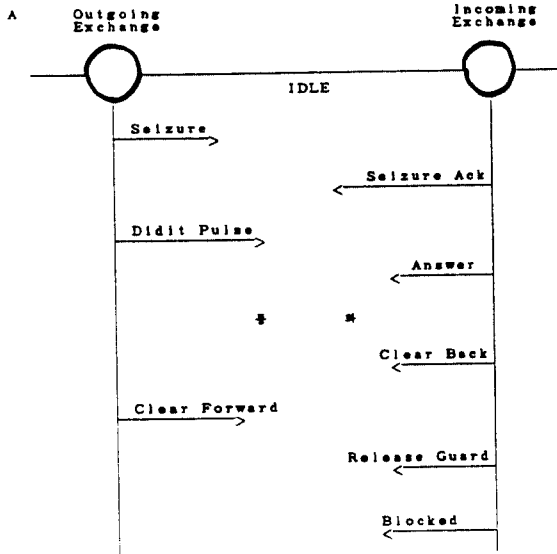 A
Outgoing
Exchange
Incoming
Exchange
IDLE
Seizure
Seizure Ack
Didit Pulse
Answer
* *
Clear Back
Clear Forward
Release Guard
Blocked